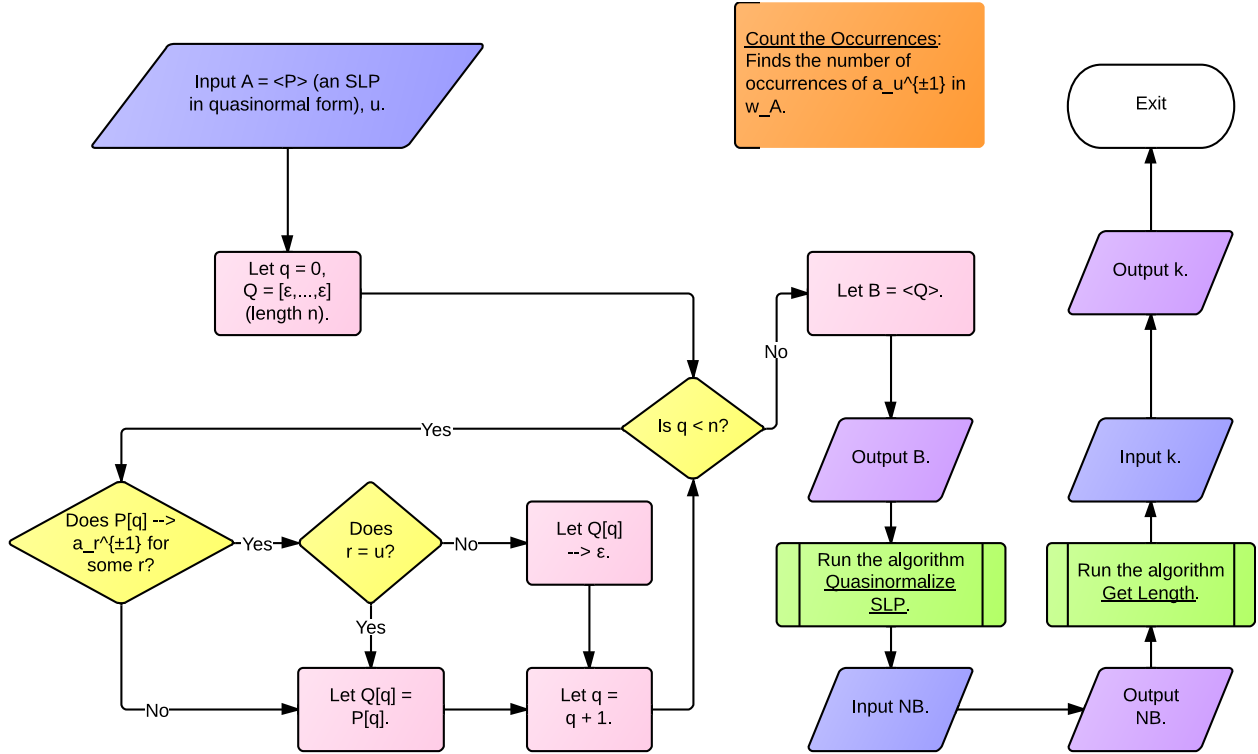 Input A = <P> (an SLP
in quasinormal form), u.
Count the Occurrences:
Finds the number of
occurrences of a_u^{±1} in
w_A.
Exit
Let q = 0,
Q = [ε,...,ε]
(length n).
Let B = <Q>.
Output k.
No
Is q < n?
Yes
Output B.
Input k.
Does P[q] -->
a_r^{±1} for
some r?
Yes
Does
r = u?
No
Let Q[q]
--> ε.
Run the algorithm
Quasinormalize
SLP.
Run the algorithm
Get Length.
Yes
No
Let Q[q] =
P[q].
Let q =
q + 1.
Input NB.
Output
NB.